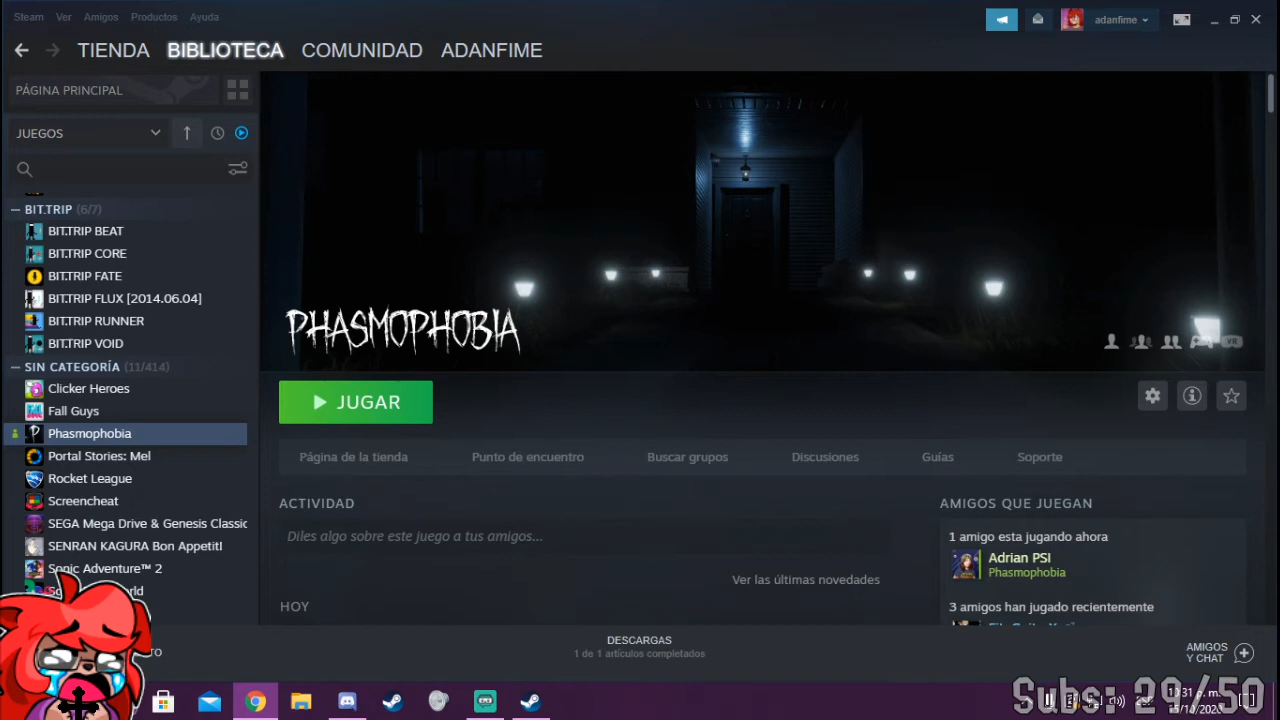 Steam Ver Amigos Productos Ayuda
adanfime
TIENDA BIBLIOTECA COMUNIDAD ADANFIME
PÁGINA PRINCIPAL
JUEGOS
BIT.TRIP (6/7)
BIT.TRIP BEAT
BIT.TRIP CORE
BIT.TRIP FATE
BIT.TRIP FLUX [2014.06.04]
BIT.TRIP RUNNER
BIT.TRIP VOID
SIN CATEGORÍA (11/414)
Clicker Heroes
Fall Guys
Phasmophobia
Portal Stories: Mel
Rocket League
Screencheat
SEGA Mega Drive & Genesis Classic
SENRAN KAGURA Bon Appetit!
Sonic Adventure™ 2
PHASMOPHOBIA
VR
JUGAR
Página de la tienda Punto de encuentro Buscar grupos Discusiones Guías Soporte
ACTIVIDAD
Diles algo sobre este juego a tus amigos...
Ver las últimas novedades
HOY
AMIGOS QUE JUEGAN
1 amigo esta jugando ahora
Adrian PSI
Phasmophobia
3 amigos han jugado recientemente
DESCARGAS
1 de 1 artículos completados
AMIGOS
Y CHAT
Subs: 29/50